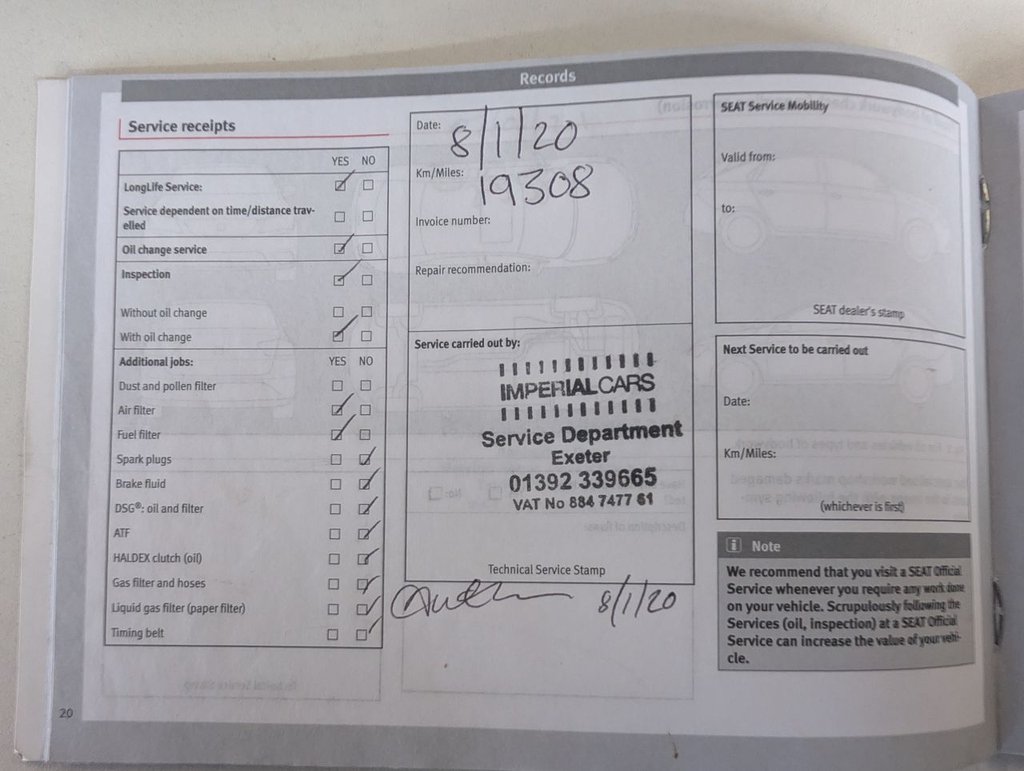 Records
Service receipts
YES NO
LongLife Service:
Service dependent on time/distance trav-
elled
Oil change service
Inspection
Without oil change
With oil change
Additional jobs: YES NO
Dust and pollen filter
Air filter
Fuel filter
Spark plugs
Brake fluid
DSG®: oil and filter
ATF
HALDEX clutch (oil)
Gas filter and hoses
Liquid gas filter (paper filter)
Timing belt
Date: 8/1/20
Km/Miles: 19308
Invoice number:
Repair recommendation:
Service carried out by:
IMPERIAL CARS
Service Department
Exeter
01392 339665
VAT No 884 7477 61
Technical Service Stamp
8/1/20
SEAT Service Mobility
Valid from:
to:
SEAT dealer's stamp
Next Service to be carried out
Date:
Km/Miles:
(whichever is first)
i Note
We recommend that you visit a SEAT Official
Service whenever you require any work done
on your vehicle. Scrupulously following the
Services (oil, inspection) at a SEAT Official
Service can increase the value of your vehi-
cle.
20